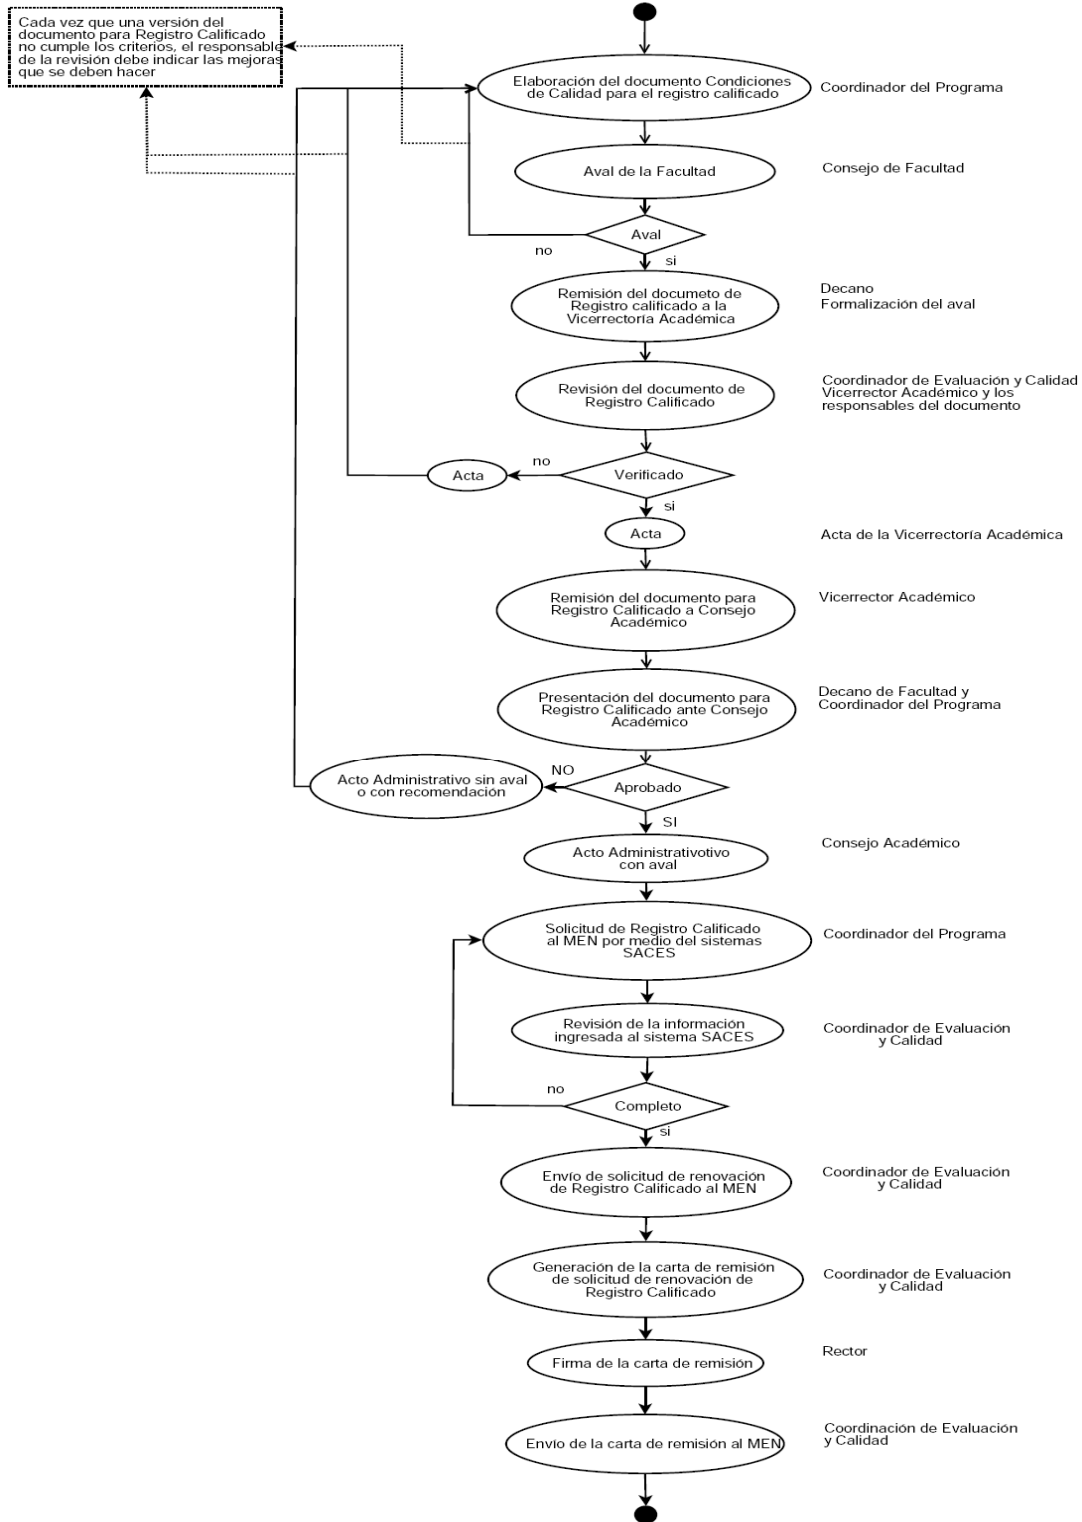 Cada vez que una versión del
documento para Registro Calificado
no cumple los criterios, el responsable
de la revisión debe indicar las mejoras
que se deben hacer
Elaboración del documento Condiciones
de Calidad para el registro calificado
Coordinador del Programa
Aval de la Facultad
Consejo de Facultad
Aval
no
si
Remisión del documeto de
Registro calificado a la
Vicerrectoría Académica
Decano
Formalización del aval
Revisión del documento de
Registro Calificado
Coordinador de Evaluación y Calidad
Vicerrector Académico y los
responsables del documento
Acta
no
Verificado
si
Acta
Acta de la Vicerrectoría Académica
Remisión del documento para
Registro Calificado a Consejo
Académico
Vicerrector Académico
Presentación del documento para
Registro Calificado ante Consejo
Académico
Decano de Facultad y
Coordinador del Programa
Acto Administrativo sin aval
o con recomendación
NO
Aprobado
SI
Acto Administrativotivo
con aval
Consejo Académico
Solicitud de Registro Calificado
al MEN por medio del sistemas
SACES
Coordinador del Programa
Revisión de la información
ingresada al sistema SACES
Coordinador de Evaluación
y Calidad
no
Completo
si
Envío de solicitud de renovación
de Registro Calificado al MEN
Coordinador de Evaluación
y Calidad
Generación de la carta de remisión
de solicitud de renovación de
Registro Calificado
Coordinador de Evaluación
y Calidad
Firma de la carta de remisión
Rector
Envío de la carta de remisión al MEN
Coordinación de Evaluación
y Calidad